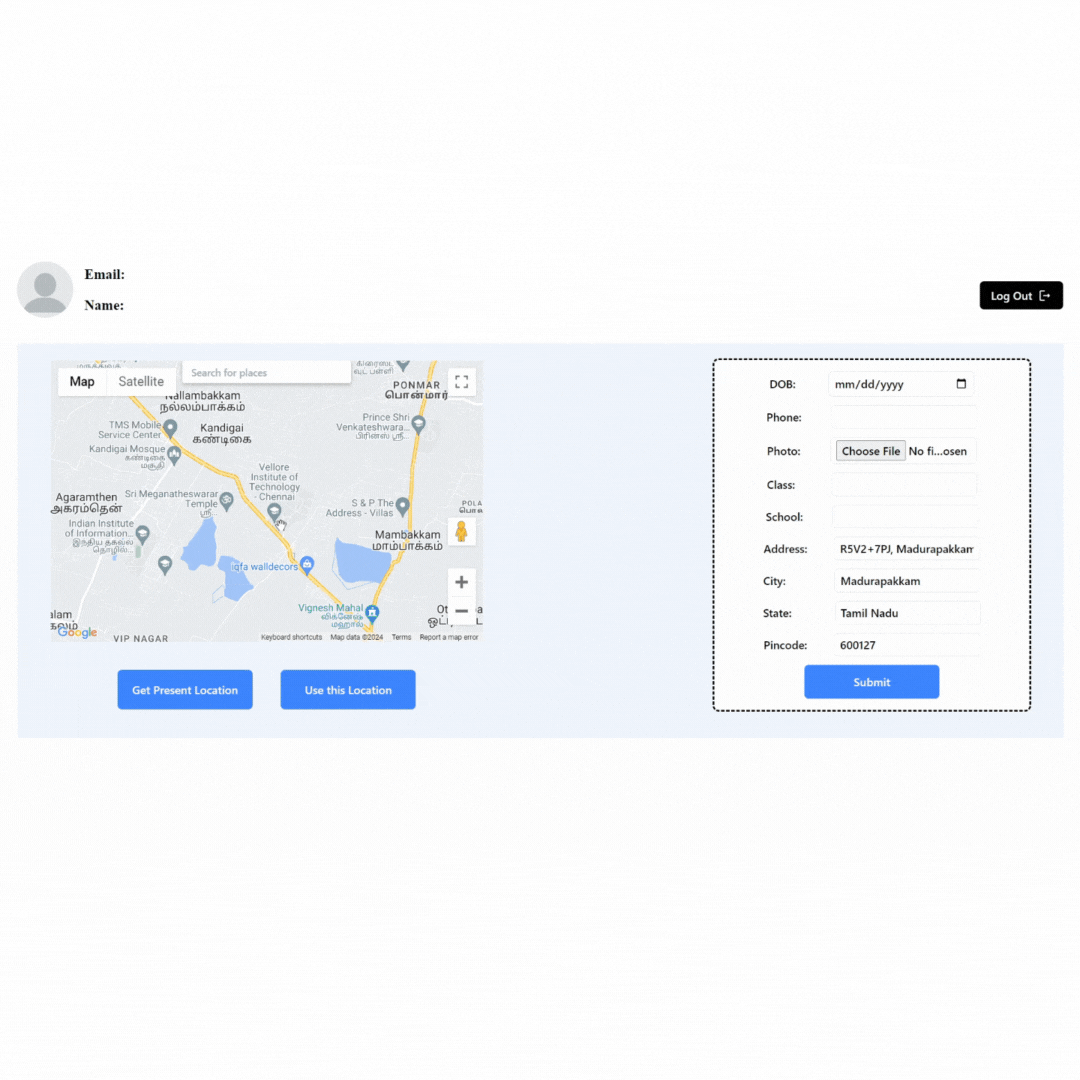 Email:
Name:
Log Out
Map
Satellite
Search for places
PONMAR
பொன்மார்
Nallambakkam
நல்லம்பாக்கம்
TMS Mobile
Service Center
Kandigai
கண்டிகை
Prince Shri
Venkateshwara...
பிரின்ஸ் ஸ்ரீ...
Kandigai Mosque
கண்டிகை
மசூதி
Vellore
Institute of
Technology
- Chennai
Agaramthen
அகரம்தென்
Sri Meganatheswarar
Temple
ஸ்ரீ...
S & P The
Address - Villas
Indian Institute
of Information...
இந்திய தகவல்
தொழில்...
Mambakkam
மாம்பாக்கம்
iqfa walldecors
Vignesh Mahal
விக்னேஷ்
மஹால்
Google
VIP NAGAR
Keyboard shortcuts
Map data ©2024
Terms
Report a map error
Get Present Location
Use this Location
DOB:
mm/dd/yyyy
Phone:
Photo:
Choose File
No fi...osen
Class:
School:
Address:
R5V2+7PJ, Madurapakkam
City:
Madurapakkam
State:
Tamil Nadu
Pincode:
600127
Submit